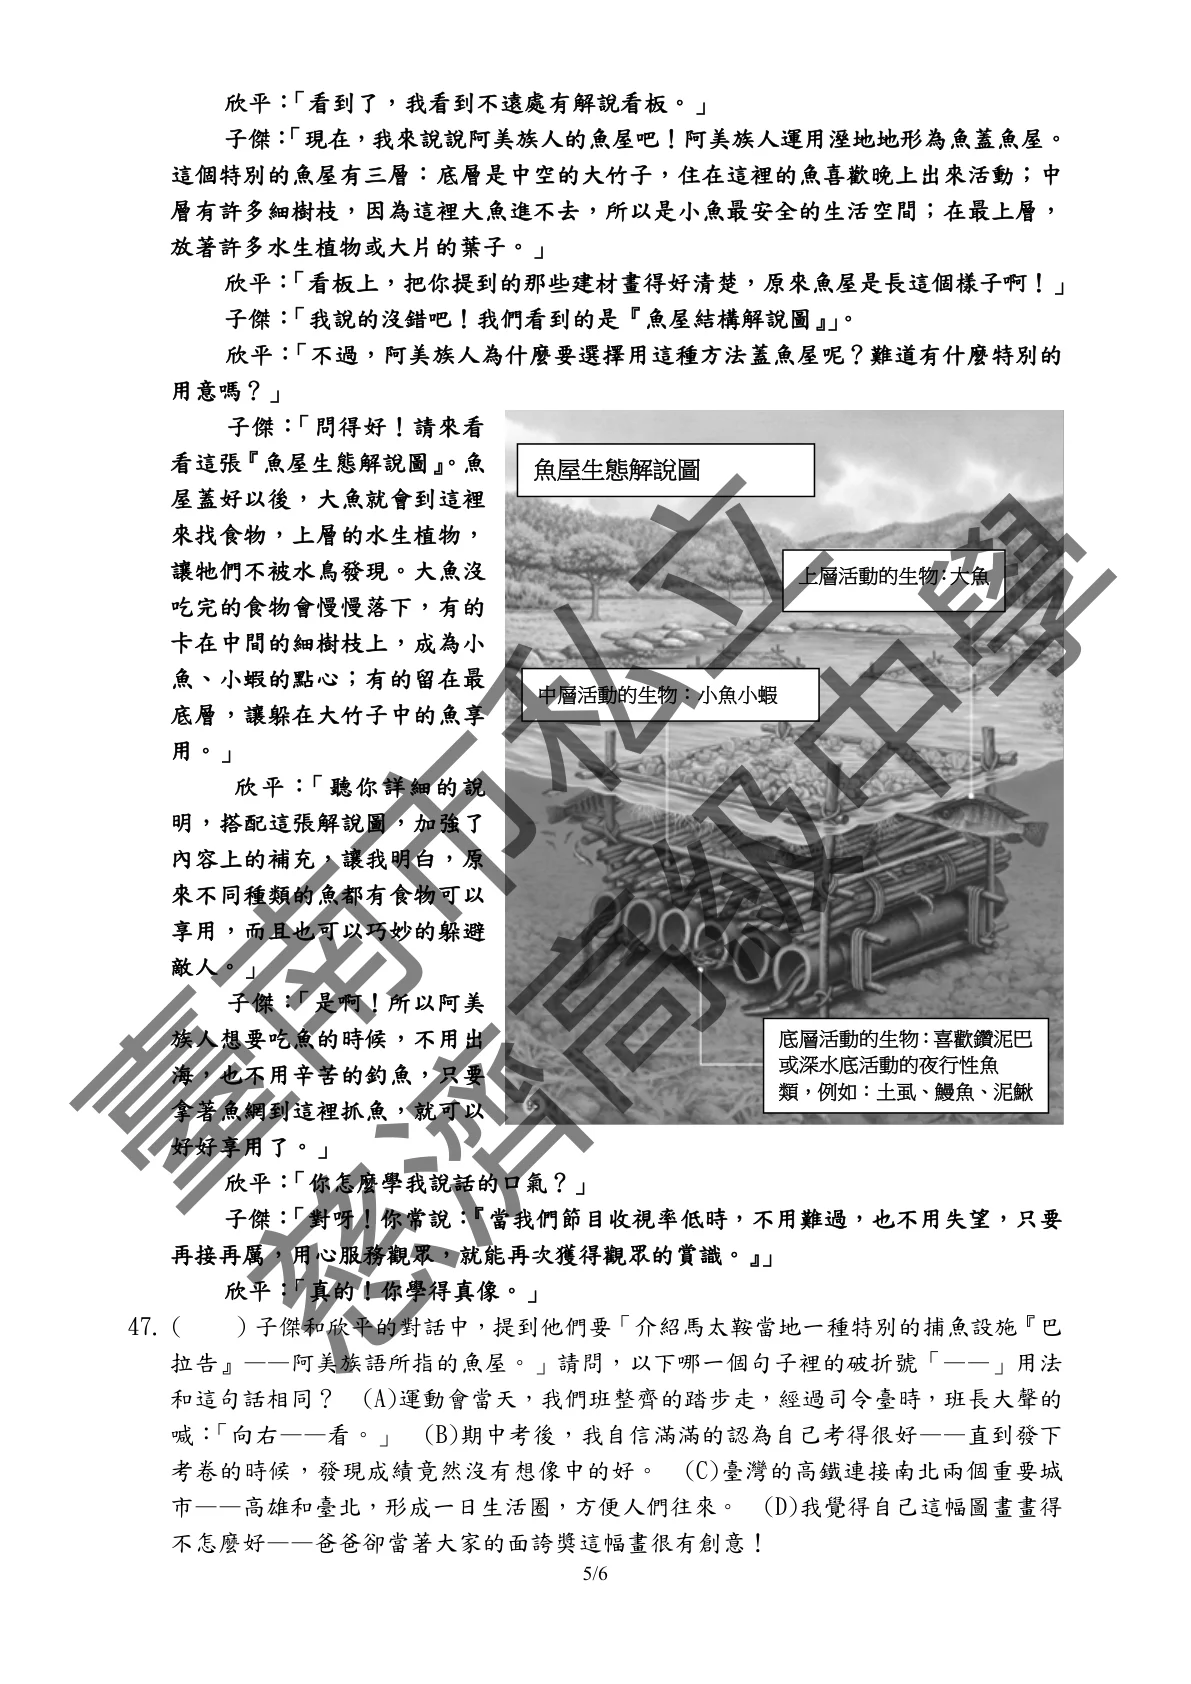 欣平：「看到了，我看到不遠處有解說看板。」
子傑：「現在，我來說說阿美族人的魚屋吧！阿美族人運用溼地地形為魚蓋魚屋。
這個特別的魚屋有三層：底層是中空的大竹子，住在這裡的魚喜歡晚上出來活動；中
層有許多細樹枝，因為這裡大魚進不去，所以是小魚最安全的生活空間；在最上層，
放著許多水生植物或大片的葉子。」
欣平：「看板上，把你提到的那些建材畫得好清楚，原來魚屋是長這個樣子啊！」
子傑：「我說的沒錯吧！我們看到的是『魚屋結構解說圖』」。
欣平：「不過，阿美族人為什麼要選擇用這種方法蓋魚屋呢？難道有什麼特別的
用意嗎？」
子傑：「問得好！請來看
看這張『魚屋生態解說圖』。魚
屋蓋好以後，大魚就會到這裡
來找食物，上層的水生植物，
讓牠們不被水鳥發現。大魚沒
吃完的食物會慢慢落下，有的
卡在中間的細樹枝上，成為小
魚、小蝦的點心；有的留在最
底層，讓躲在大竹子中的魚享
用。」
欣平：「聽你詳細的說
明，搭配這張解說圖，加強了
內容上的補充，讓我明白，原
來不同種類的魚都有食物可以
享用，而且也可以巧妙的躲避
敵人。」
子傑：「是啊！所以阿美
族人想要吃魚的時候，不用出
海，也不用辛苦的釣魚，只要
拿著魚網到這裡抓魚，就可以
好好享用了。」
魚屋生態解說圖
上層活動的生物：大魚
中層活動的生物：小魚小蝦
底層活動的生物：喜歡鑽泥巴
或深水底活動的夜行性魚
類，例如：土虱、鰻魚、泥鰍
欣平：「你怎麼學我說話的口氣？」
子傑：「對呀！你常說：『當我們節目收視率低時，不用難過，也不用失望，只要
再接再厲，用心服務觀眾，就能再次獲得觀眾的賞識。』」
欣平：「真的！你學得真像。」
47.（　　）子傑和欣平的對話中，提到他們要「介紹馬太鞍當地一種特別的捕魚設施『巴
拉告』——阿美族語所指的魚屋。」請問，以下哪一個句子裡的破折號「——」用法
和這句話相同？　(A)運動會當天，我們班整齊的踏步走，經過司令臺時，班長大聲的
喊：「向右——看。」　(B)期中考後，我自信滿滿的認為自己考得很好——直到發下
考卷的時候，發現成績竟然沒有想像中的好。　(C)臺灣的高鐵連接南北兩個重要城
市——高雄和臺北，形成一日生活圈，方便人們往來。　(D)我覺得自己這幅圖畫畫得
不怎麼好——爸爸卻當著大家的面誇獎這幅畫很有創意！
5/6
臺南市私立
慈濟高級中學